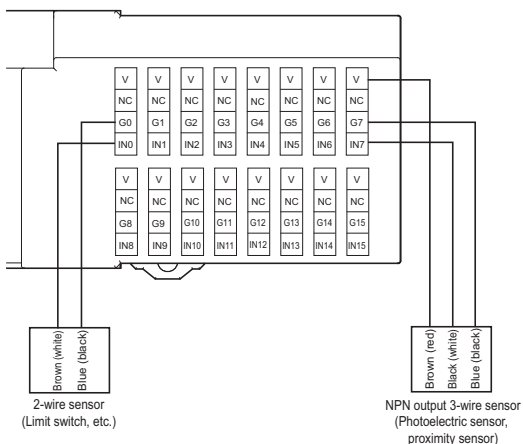 V V V V V V V V
NC NC NC NC NC NC NC NC
G0 G1 G2 G3 G4 G5 G6 G7
IN0 IN1 IN2 IN3 IN4 IN5 IN6 IN7
V V V V V V V V
NC NC NC NC NC NC NC NC
G8 G9 G10 G11 G12 G13 G14 G15
IN8 IN9 IN10 IN11 IN12 IN13 IN14 IN15
Brown (white)
Blue (black)
2-wire sensor
(Limit switch, etc.)
Brown (red)
Black (white)
Blue (black)
NPN output 3-wire sensor
(Photoelectric sensor,
proximity sensor)